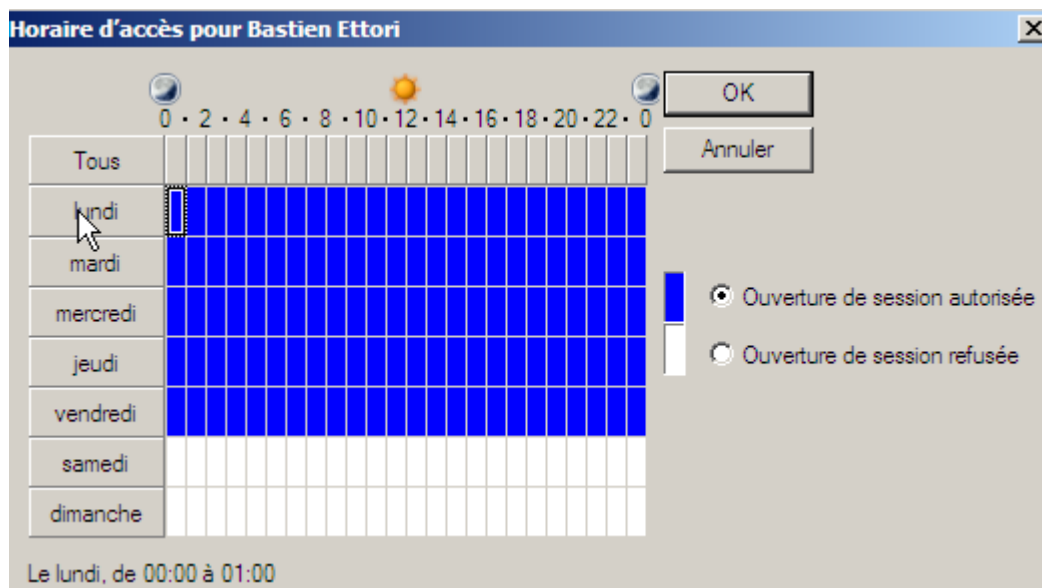 Horaire d'accès pour Bastien Ettori
OK
0 · 2 · 4 · 6 · 8 · 10 · 12 · 14 · 16 · 18 · 20 · 22 · 0
Annuler
Tous
lundi
mardi
mercredi
jeudi
vendredi
samedi
dimanche
Ouverture de session autorisée
Ouverture de session refusée
Le lundi, de 00:00 à 01:00